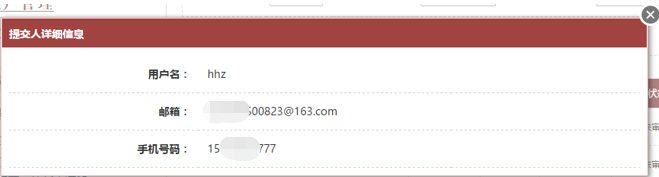 提交人详细信息
用户名： hhz
邮箱： 500823@163.com
手机号码： 15 777